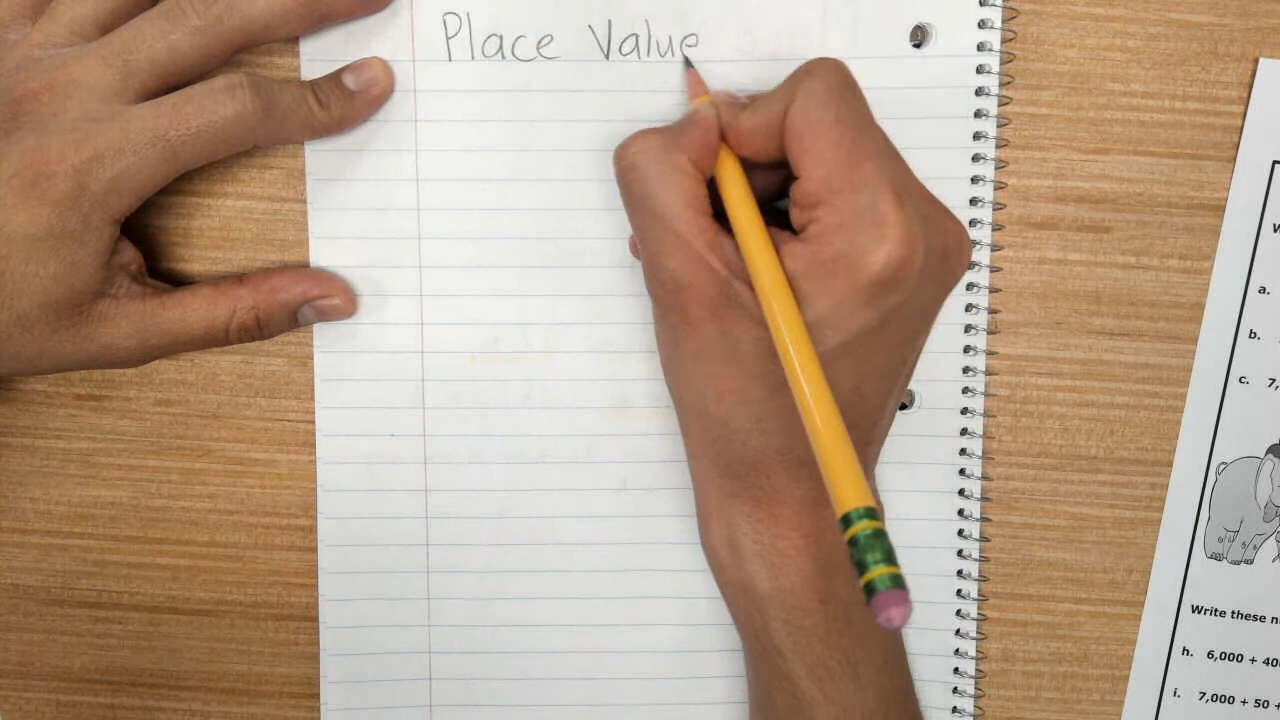 Place Value
a.
b.
c. 7,
Write these
h. 6,000 + 40
i. 7,000 + 50 +